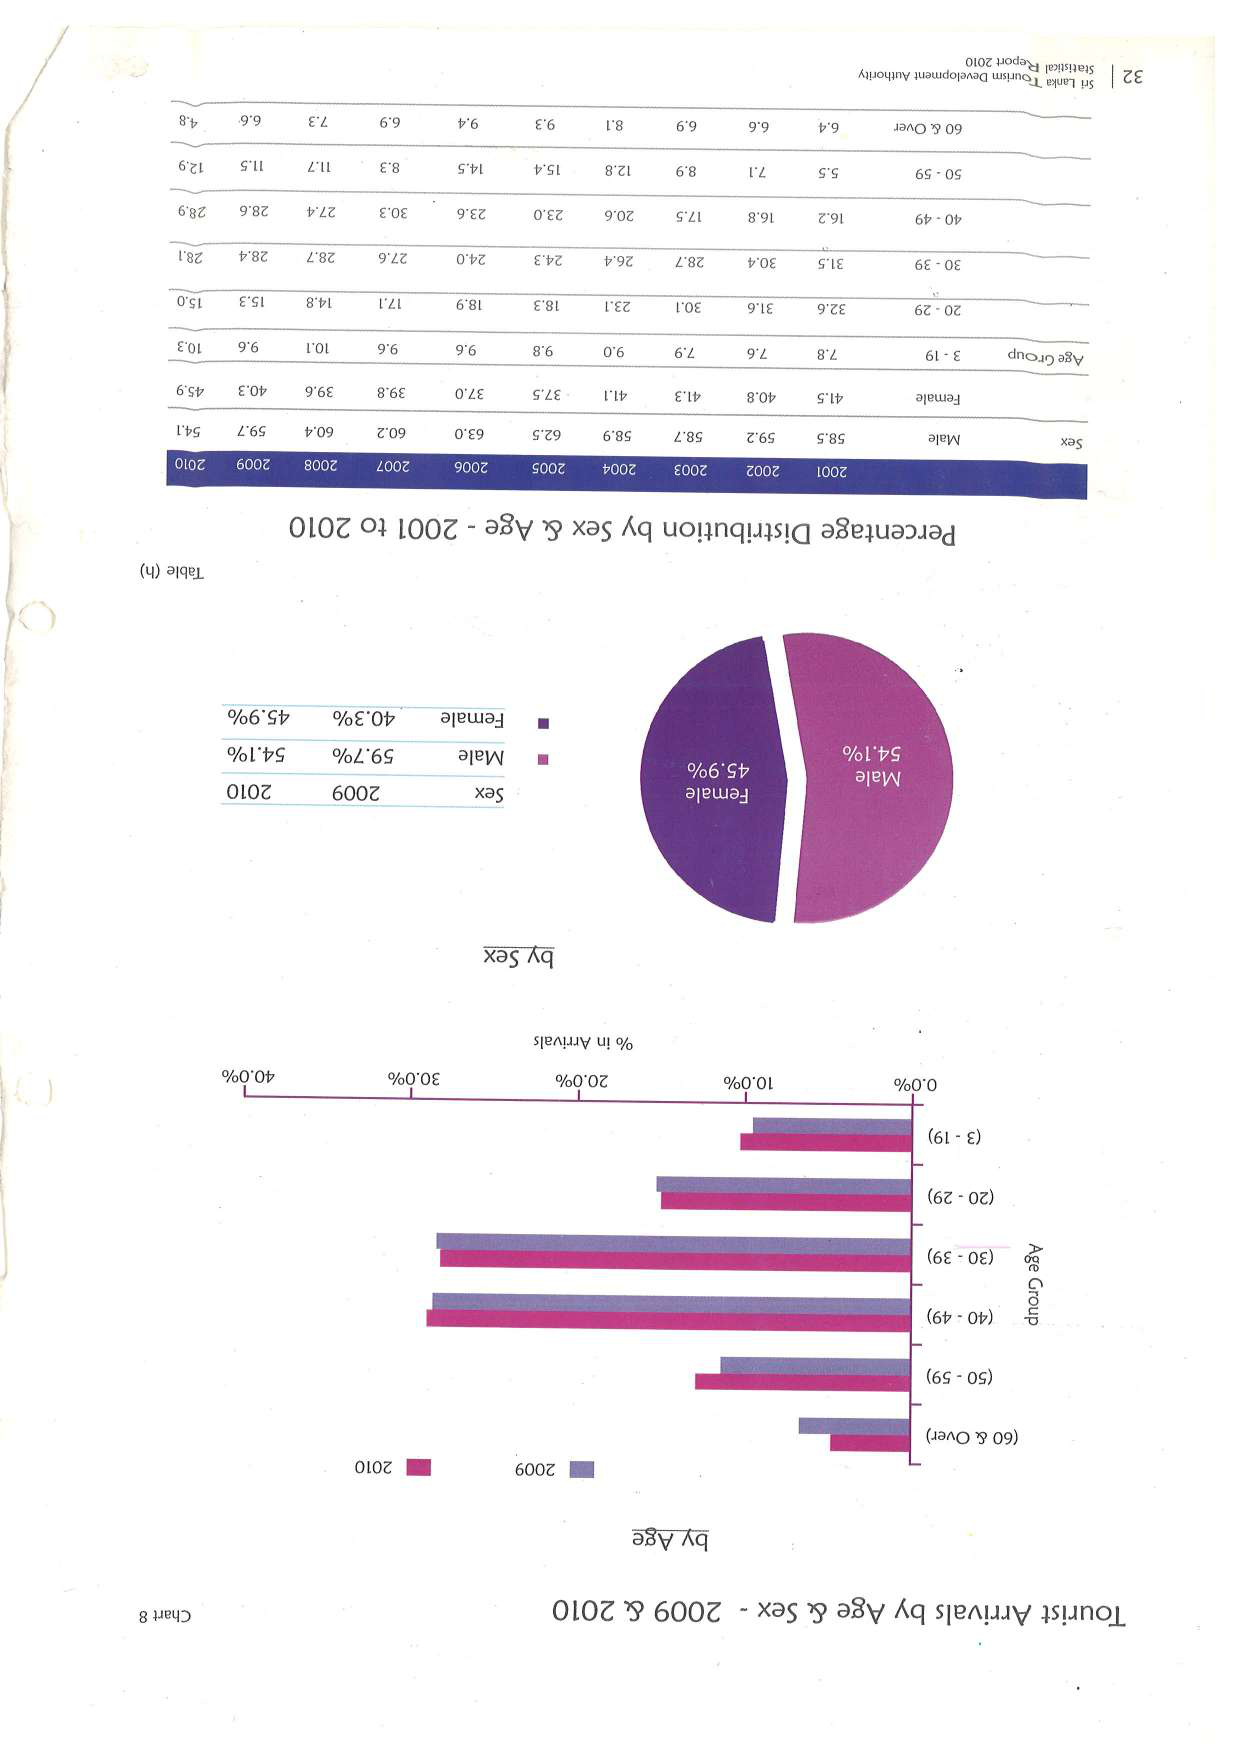 Tourist Arrivals by Age & Sex - 2009 & 2010
Chart 8
by Age
2009 2010
(60 & Over)
(50 - 59)
(40 - 49)
(30 - 39)
(20 - 29)
(3 - 19)
Age Group
0.0% 10.0% 20.0% 30.0% 40.0%
% in Arrivals
by Sex
Male
54.1%
Female
45.9%
Sex 2009 2010
Male 59.7% 54.1%
Female 40.3% 45.9%
Table (h)
Percentage Distribution by Sex & Age - 2001 to 2010
2001 2002 2003 2004 2005 2006 2007 2008 2009 2010
Sex Male 58.5 59.2 58.7 58.9 62.5 63.0 60.2 60.4 59.7 54.1
Female 41.5 40.8 41.3 41.1 37.5 37.0 39.8 39.6 40.3 45.9
Age Group 3 - 19 7.8 7.6 7.9 9.0 9.8 9.6 9.6 10.1 9.6 10.3
20 - 29 32.6 31.6 30.1 23.1 18.3 18.9 17.1 14.8 15.3 15.0
30 - 39 31.5 30.4 28.7 26.4 24.3 24.0 27.6 28.7 28.4 28.1
40 - 49 16.2 16.8 17.5 20.6 23.0 23.6 30.3 27.4 28.6 28.9
50 - 59 5.5 7.1 8.9 12.8 15.4 14.5 8.3 11.7 11.5 12.9
60 & Over 6.4 6.6 6.9 8.1 9.3 9.4 6.9 7.3 6.6 4.8
32 | Sri Lanka Tourism Development Authority
Statistical Report 2010